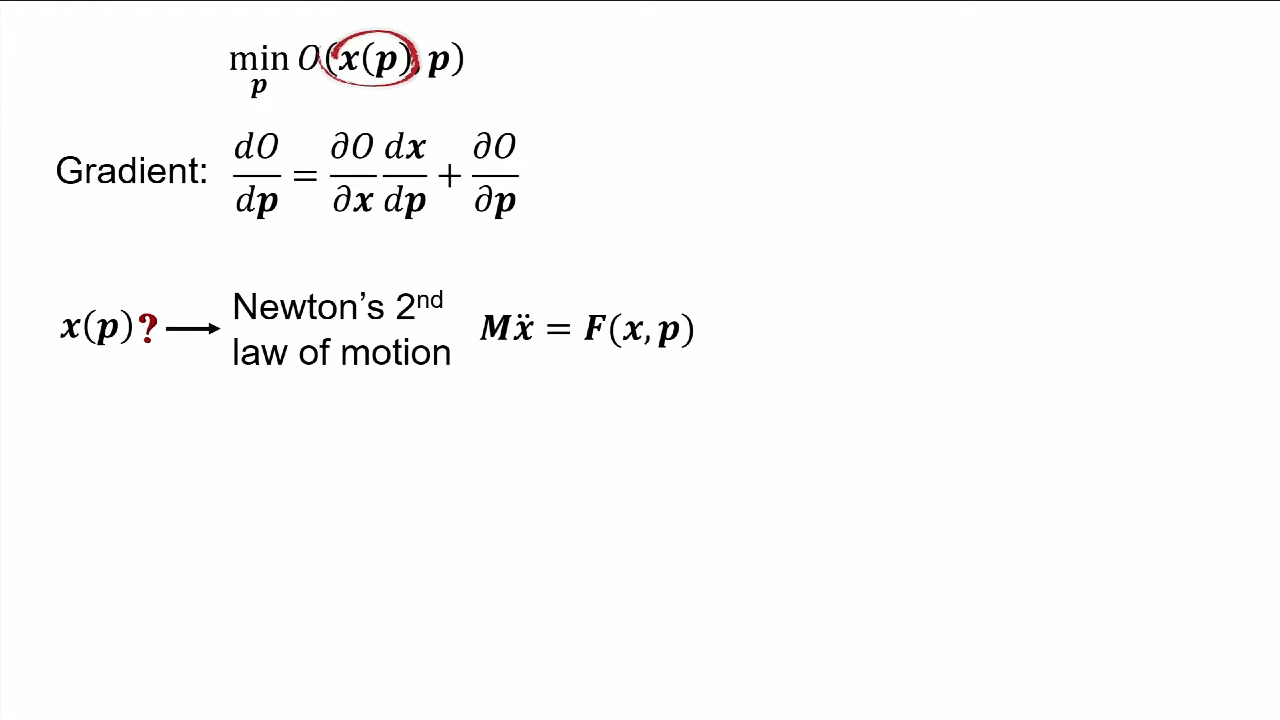 min O(x(p), p)
p
Gradient: dO/dp = ∂O/∂x dx/dp + ∂O/∂p
x(p)? → Newton's 2nd
law of motion Mẍ = F(x, p)